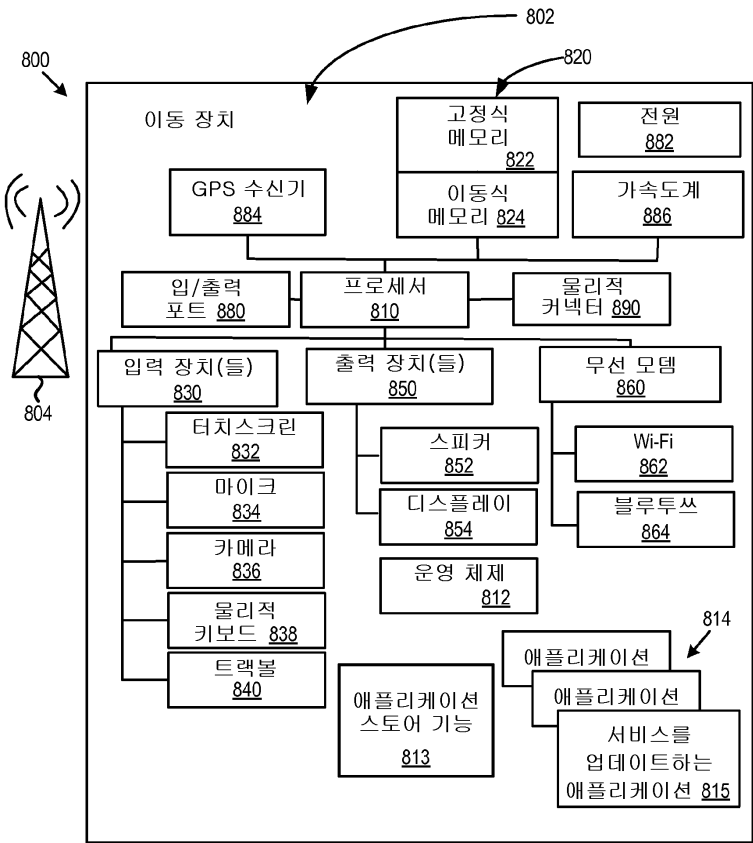 802
800
820
이동 장치
고정식
메모리
822
전원
882
GPS 수신기
884
이동식
메모리 824
가속도계
886
입/출력
포트 880
프로세서
810
물리적
커넥터 890
입력 장치(들)
830
출력 장치(들)
850
무선 모뎀
860
804
터치스크린
832
스피커
852
Wi-Fi
862
마이크
834
디스플레이
854
블루투쓰
864
카메라
836
운영 체제
812
물리적
키보드 838
814
애플리케이션
트랙볼
840
애플리케이션
애플리케이션
스토어 기능
813
서비스를
업데이트하는
애플리케이션 815